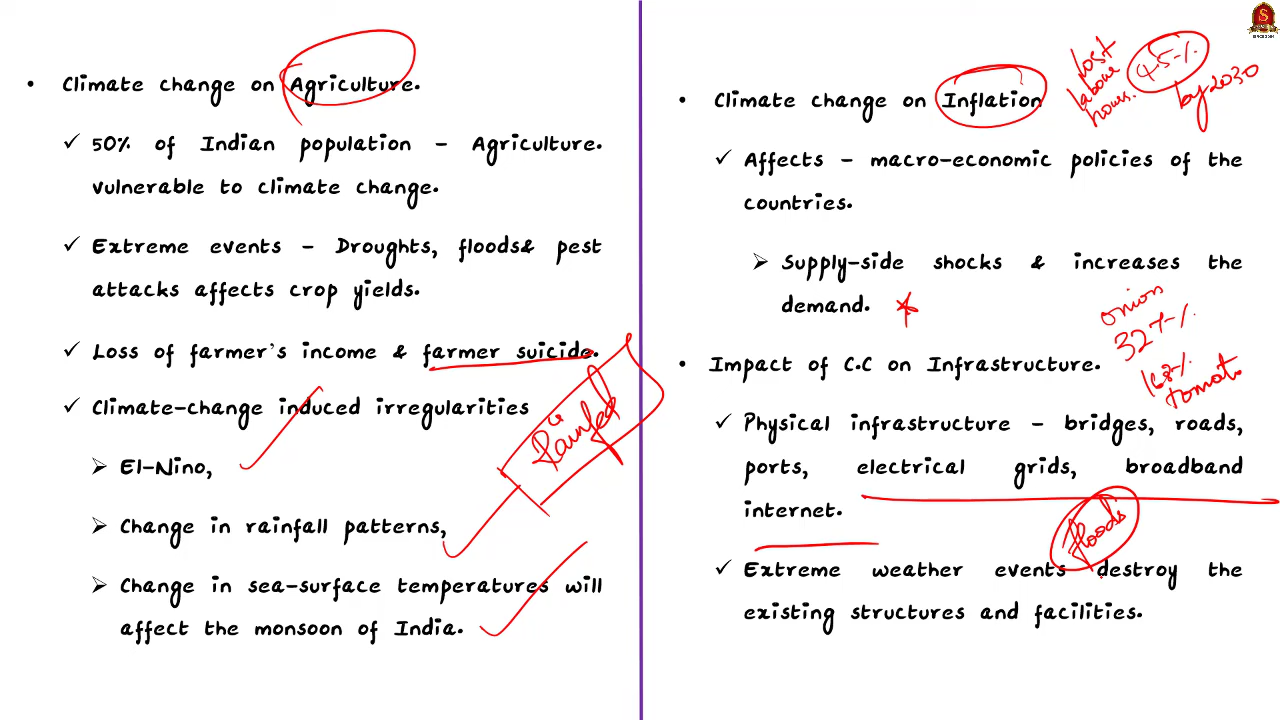 • Climate change on Agriculture.
✓ 50% of Indian population – Agriculture.
vulnerable to climate change.
✓ Extreme events – Droughts, floods& pest
attacks affects crop yields.
✓ Loss of farmer's income & farmer suicide.
✓ Climate-change induced irregularities
➢ El-Nino,
➢ Change in rainfall patterns,
➢ Change in sea-surface temperatures will
affect the monsoon of India.
Rainfed
• Climate change on Inflation
lost
labour
hours.
4.5%
by 2030
✓ Affects – macro-economic policies of the
countries.
➢ Supply-side shocks & increases the
demand.
onion
327%
168%
tomato
• Impact of C.C on Infrastructure.
✓ Physical infrastructure – bridges, roads,
ports, electrical grids, broadband
internet.
floods
✓ Extreme weather events destroy the
existing structures and facilities.